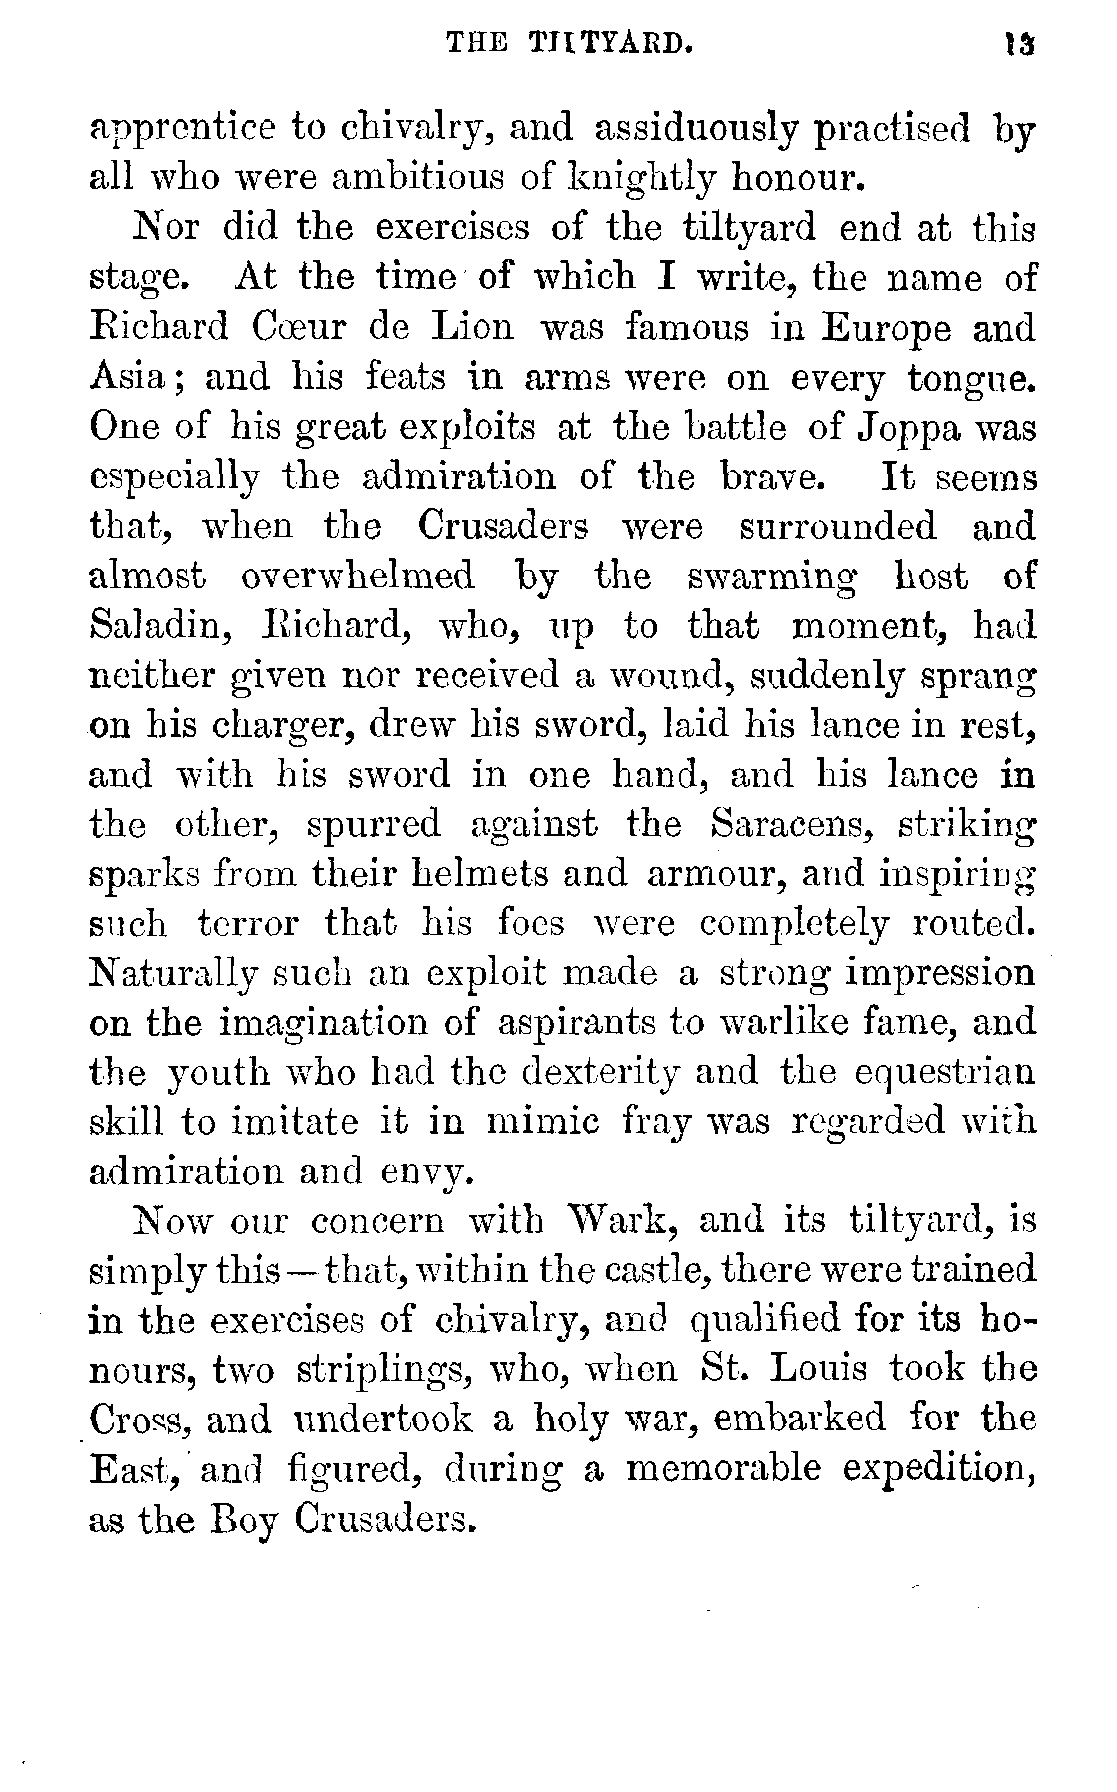 THE TILTYARD. 13
apprentice to chivalry, and assiduously practised by
all who were ambitious of knightly honour.
Nor did the exercises of the tiltyard end at this
stage. At the time of which I write, the name of
Richard Cœur de Lion was famous in Europe and
Asia; and his feats in arms were on every tongue.
One of his great exploits at the battle of Joppa was
especially the admiration of the brave. It seems
that, when the Crusaders were surrounded and
almost overwhelmed by the swarming host of
Saladin, Richard, who, up to that moment, had
neither given nor received a wound, suddenly sprang
on his charger, drew his sword, laid his lance in rest,
and with his sword in one hand, and his lance in
the other, spurred against the Saracens, striking
sparks from their helmets and armour, and inspiring
such terror that his foes were completely routed.
Naturally such an exploit made a strong impression
on the imagination of aspirants to warlike fame, and
the youth who had the dexterity and the equestrian
skill to imitate it in mimic fray was regarded with
admiration and envy.
Now our concern with Wark, and its tiltyard, is
simply this—that, within the castle, there were trained
in the exercises of chivalry, and qualified for its ho-
nours, two striplings, who, when St. Louis took the
Cross, and undertook a holy war, embarked for the
East, and figured, during a memorable expedition,
as the Boy Crusaders.